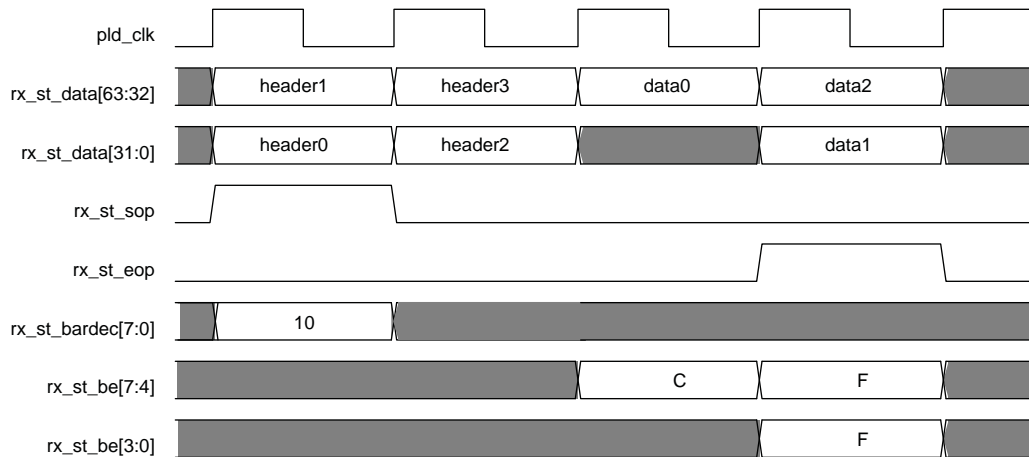 pld_clk
rx_st_data[63:32] header1 header3 data0 data2
rx_st_data[31:0] header0 header2 data1
rx_st_sop
rx_st_eop
rx_st_bardec[7:0] 10
rx_st_be[7:4] C F
rx_st_be[3:0] F